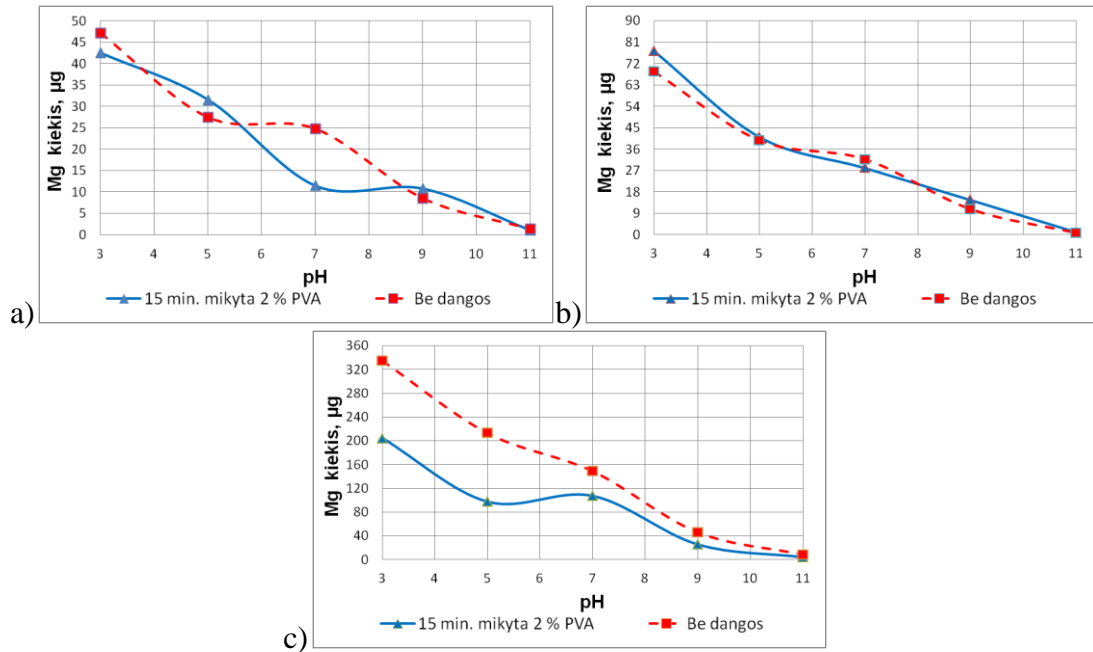 50
45
40
35
30
25
20
15
10
5
0
Mg kiekis, µg
3 4 5 6 7 8 9 10 11
pH
15 min. mikyta 2 % PVA Be dangos
a)
90
81
72
63
54
45
36
27
18
9
0
Mg kiekis, µg
3 4 5 6 7 8 9 10 11
pH
15 min. mikyta 2 % PVA Be dangos
b)
360
320
280
240
200
160
120
80
40
0
Mg kiekis, µg
3 4 5 6 7 8 9 10 11
pH
15 min. mikyta 2 % PVA Be dangos
c)